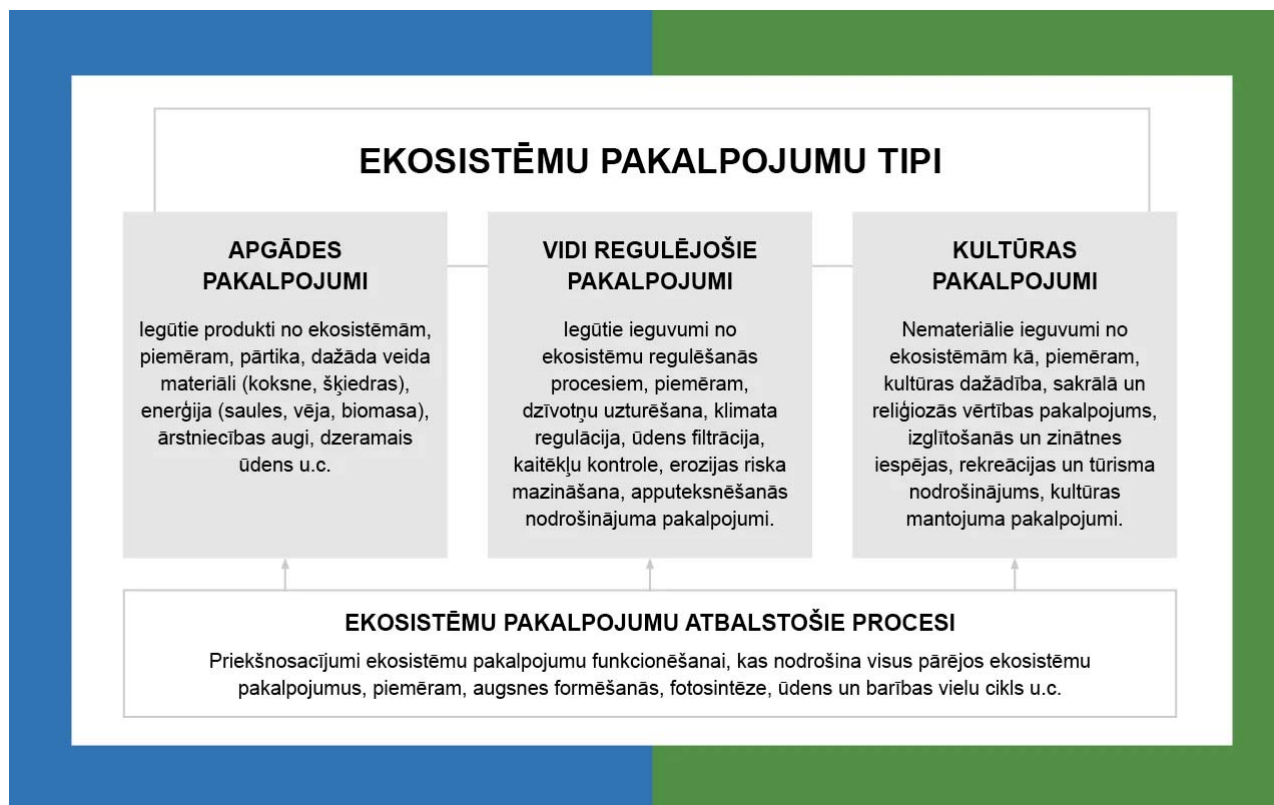 EKOSISTĒMU PAKALPOJUMU TIPI
APGĀDES
PAKALPOJUMI
Iegūtie produkti no ekosistēmām,
piemēram, pārtika, dažāda veida
materiāli (koksne, šķiedras),
enerģija (saules, vēja, biomasa),
ārstniecības augi, dzeramais
ūdens u.c.
VIDI REGULĒJOŠIE
PAKALPOJUMI
Iegūtie ieguvumi no
ekosistēmu regulēšanās
procesiem, piemēram,
dzīvotņu uzturēšana, klimata
regulācija, ūdens filtrācija,
kaitēkļu kontrole, erozijas riska
mazināšana, apputeksnēšanās
nodrošinājuma pakalpojumi.
KULTŪRAS
PAKALPOJUMI
Nemateriālie ieguvumi no
ekosistēmām kā, piemēram,
kultūras dažādība, sakrālā un
reliģiozās vērtības pakalpojums,
izglītošanās un zinātnes
iespējas, rekreācijas un tūrisma
nodrošinājums, kultūras
mantojuma pakalpojumi.
EKOSISTĒMU PAKALPOJUMU ATBALSTOŠIE PROCESI
Priekšnosacījumi ekosistēmu pakalpojumu funkcionēšanai, kas nodrošina visus pārējos ekosistēmu
pakalpojumus, piemēram, augsnes formēšanās, fotosintēze, ūdens un barības vielu cikls u.c.